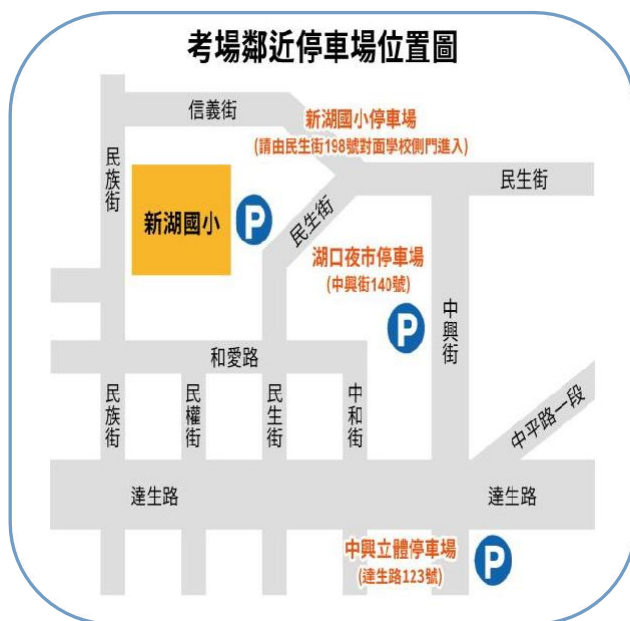 考場鄰近停車場位置圖
信義街
新湖國小停車場
(請由民生街198號對面學校側門進入)
民族街
民生街
新湖國小
P
民生街
湖口夜市停車場
(中興街140號)
P
中興街
和愛路
民族街
民權街
民生街
中和街
中平路一段
達生路
達生路
中興立體停車場
(達生路123號)
P